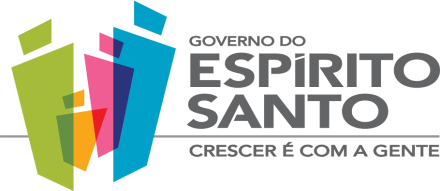 GOVERNO DO
ESPÍRITO
SANTO
CRESCER É COM A GENTE